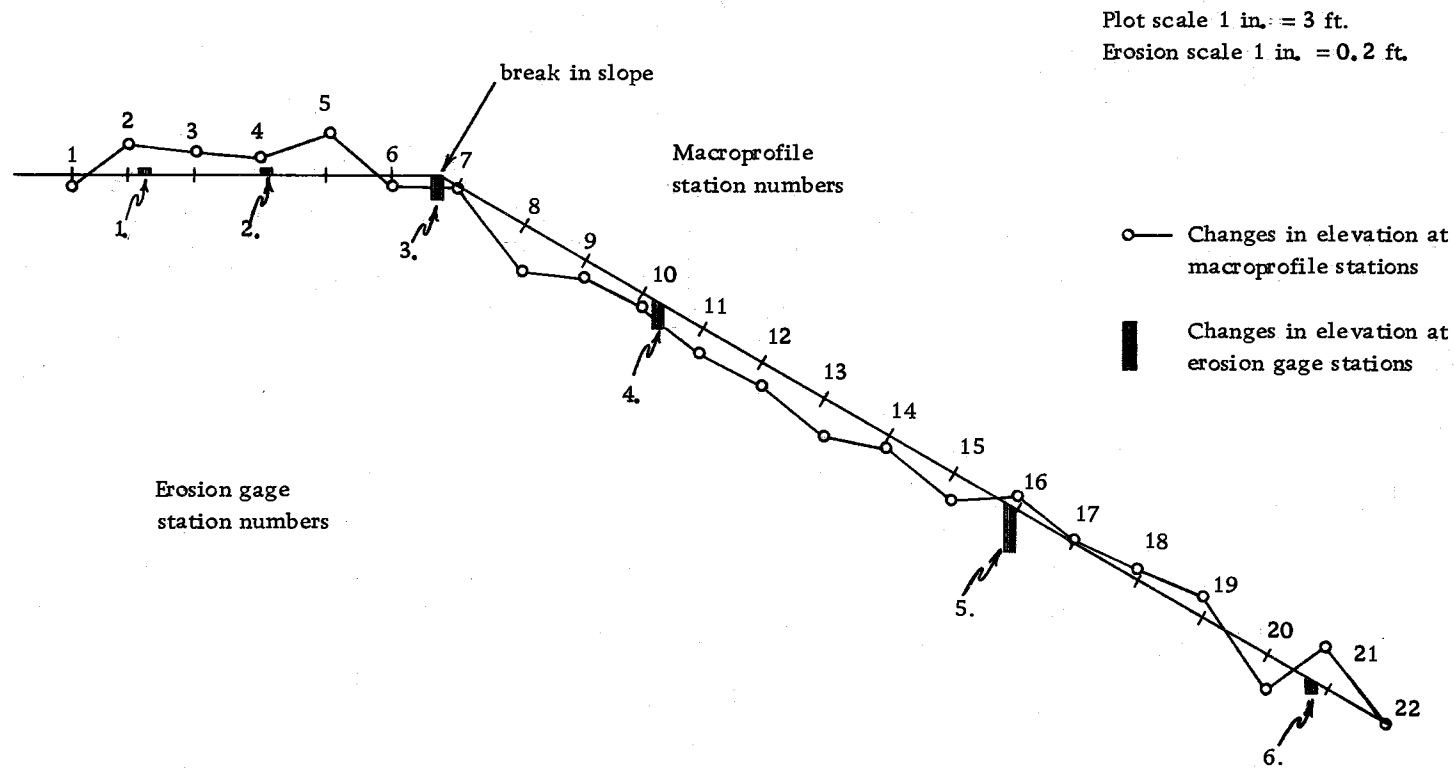 Plot scale 1 in. = 3 ft.
Erosion scale 1 in. = 0.2 ft.
break in slope
Macroprofile
station numbers
1
2
3
4
5
6
7
8
9
10
11
12
13
14
15
16
17
18
19
20
21
22
1.
2.
3.
4.
5.
6.
Changes in elevation at
macroprofile stations
Changes in elevation at
erosion gage stations
Erosion gage
station numbers